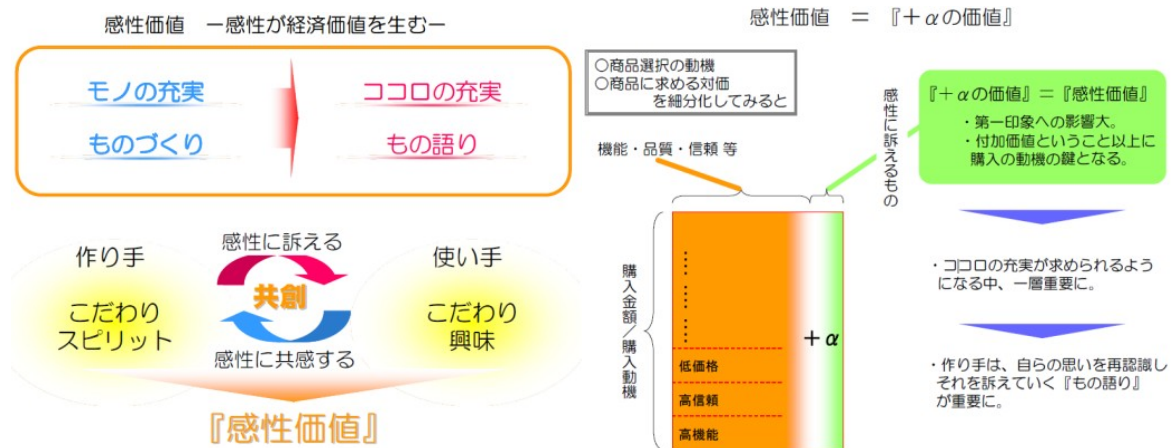 感性価値 ー感性が経済価値を生むー
モノの充実
ココロの充実
ものづくり
もの語り
作り手
こだわり
スピリット
感性に訴える
共創
感性に共感する
使い手
こだわり
興味
『感性価値』
感性価値 ＝ 『＋αの価値』
○商品選択の動機
○商品に求める対価
を細分化してみると
機能・品質・信頼 等
感性に訴えるもの
『＋αの価値』＝『感性価値』
・第一印象への影響大。
・付加価値ということ以上に
購入の動機の鍵となる。
購入金額／購入動機
＋α
低価格
高信頼
高機能
・ココロの充実が求められるよう
になる中、一層重要に。
・作り手は、自らの思いを再認識し
それを訴えていく『もの語り』
が重要に。